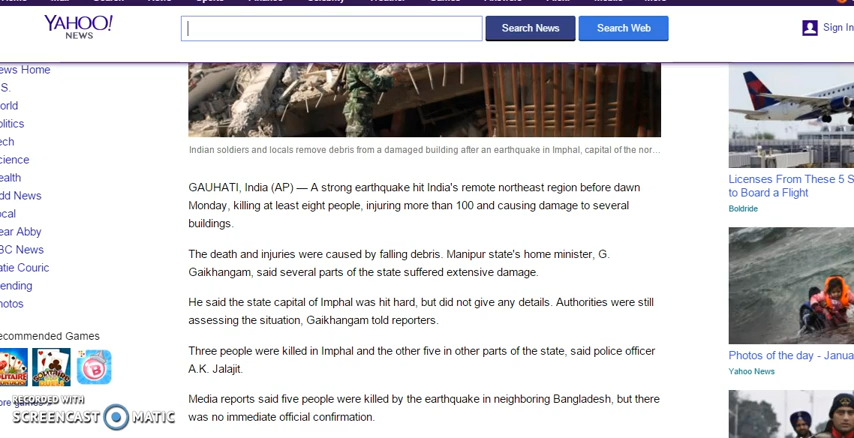 YAHOO!
NEWS
Search News
Search Web
Sign In
ews Home
.S.
orld
olitics
ech
cience
ealth
dd News
ocal
ear Abby
BC News
atie Couric
ending
hotos
ecommended Games
Indian soldiers and locals remove debris from a damaged building after an earthquake in Imphal, capital of the nor…
GAUHATI, India (AP) — A strong earthquake hit India's remote northeast region before dawn
Monday, killing at least eight people, injuring more than 100 and causing damage to several
buildings.
The death and injuries were caused by falling debris. Manipur state's home minister, G.
Gaikhangam, said several parts of the state suffered extensive damage.
He said the state capital of Imphal was hit hard, but did not give any details. Authorities were still
assessing the situation, Gaikhangam told reporters.
Three people were killed in Imphal and the other five in other parts of the state, said police officer
A.K. Jalajit.
Media reports said five people were killed by the earthquake in neighboring Bangladesh, but there
was no immediate official confirmation.
Licenses From These 5 S
to Board a Flight
Boldride
Photos of the day - Janua
Yahoo News
RECORDED WITH
SCREENCAST MATIC